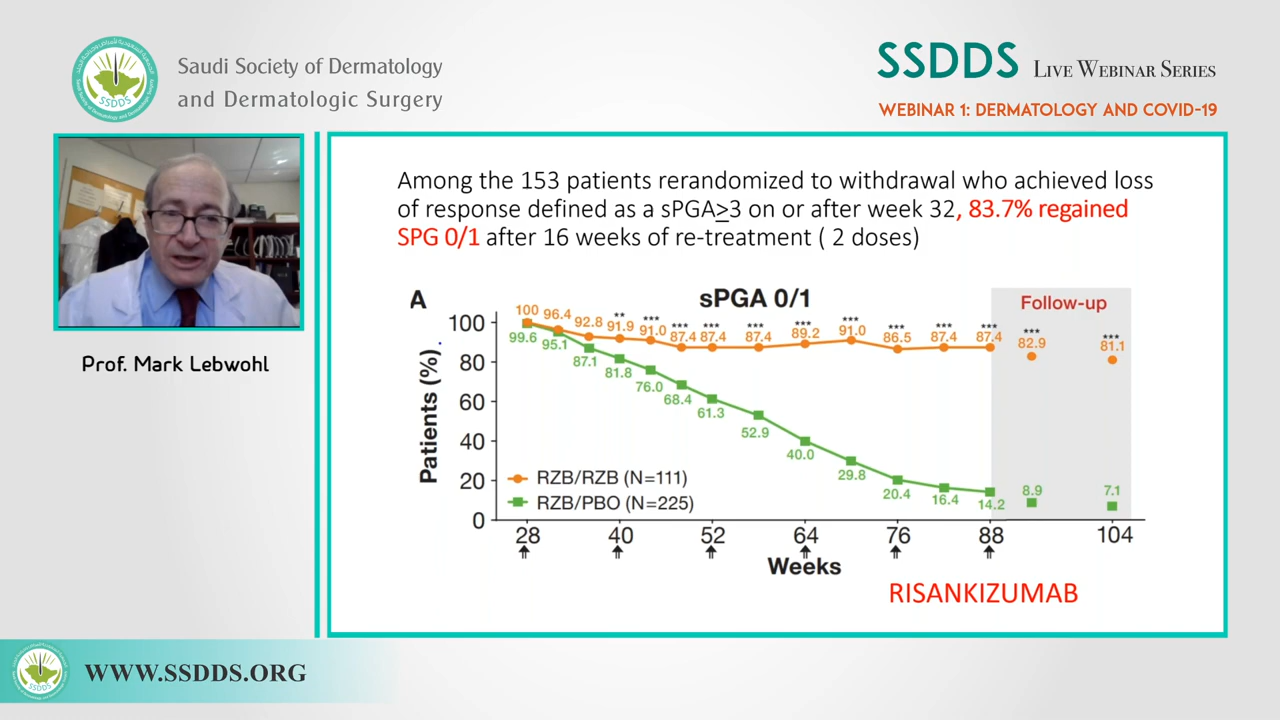 Saudi Society of Dermatology
and Dermatologic Surgery
SSDDS
SSDDS LIVE WEBINAR SERIES
WEBINAR 1: DERMATOLOGY AND COVID-19
Prof. Mark Lebwohl
Among the 153 patients rerandomized to withdrawal who achieved loss
of response defined as a sPGA≥3 on or after week 32, 83.7% regained
SPG 0/1 after 16 weeks of re-treatment ( 2 doses)
A
sPGA 0/1
Follow-up
Patients (%)
100
80
60
40
20
0
100 96.4 92.8 91.9 91.0 87.4 87.4 87.4 89.2 91.0 86.5 87.4 87.4 82.9 81.1
** *** *** *** *** *** *** *** *** *** *** ***
99.6 95.1 87.1 81.8 76.0 68.4 61.3 52.9 40.0 29.8 20.4 16.4 14.2 8.9 7.1
RZB/RZB (N=111)
RZB/PBO (N=225)
28 40 52 64 76 88 104
Weeks
RISANKIZUMAB
SSDDS
WWW.SSDDS.ORG